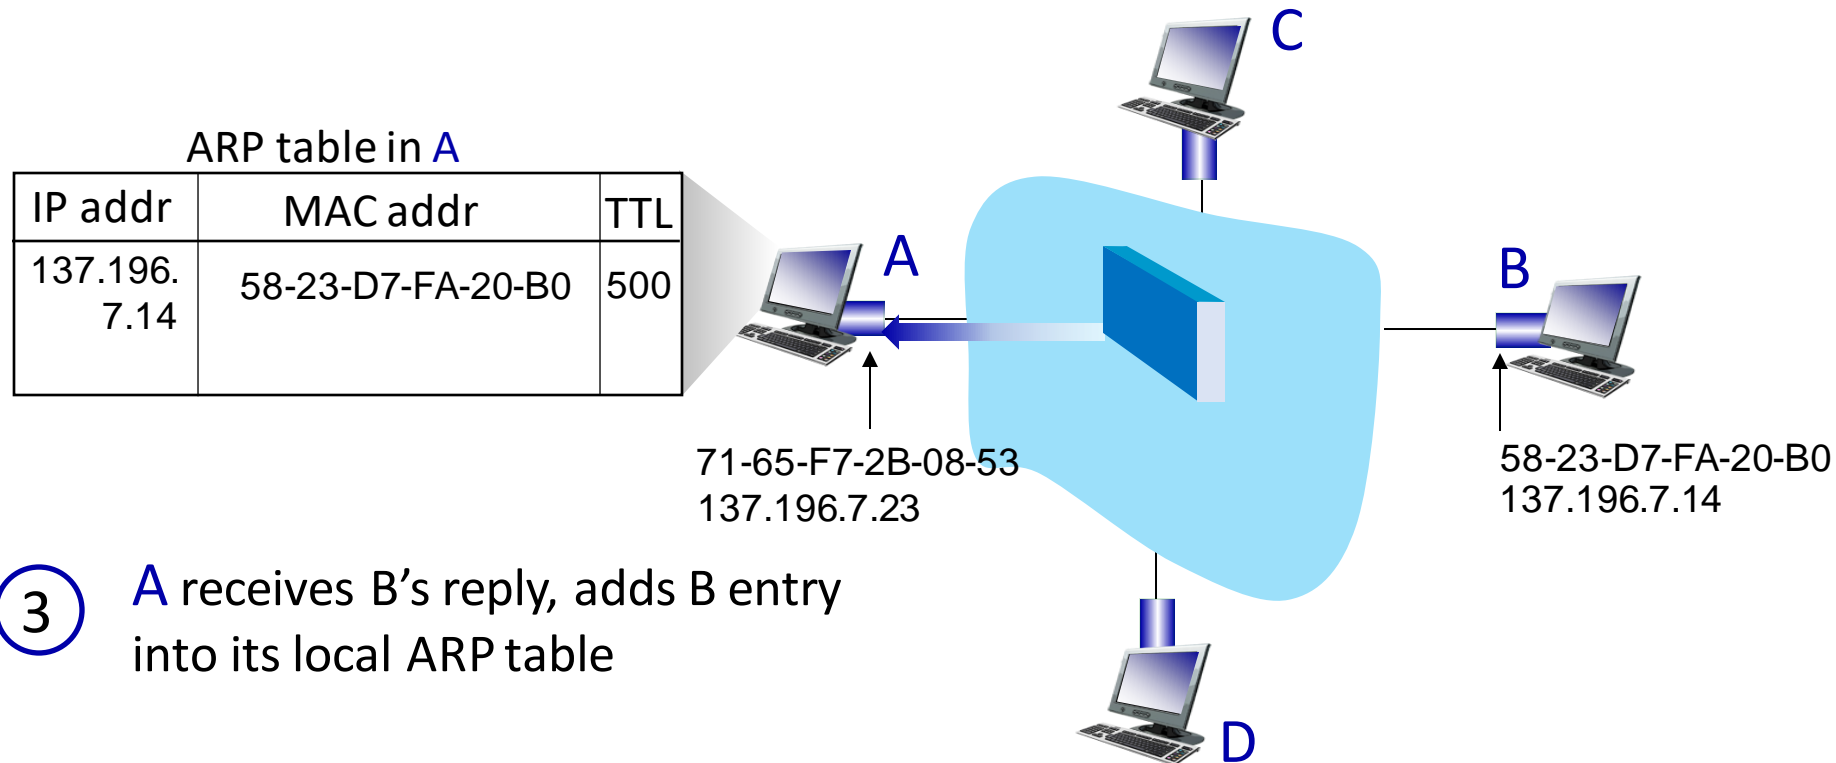 C
ARP table in A
IP addr MAC addr TTL
137.196.
7.14
58-23-D7-FA-20-B0 500
A
B
71-65-F7-2B-08-53
137.196.7.23
58-23-D7-FA-20-B0
137.196.7.14
3
A receives B’s reply, adds B entry
into its local ARP table
D